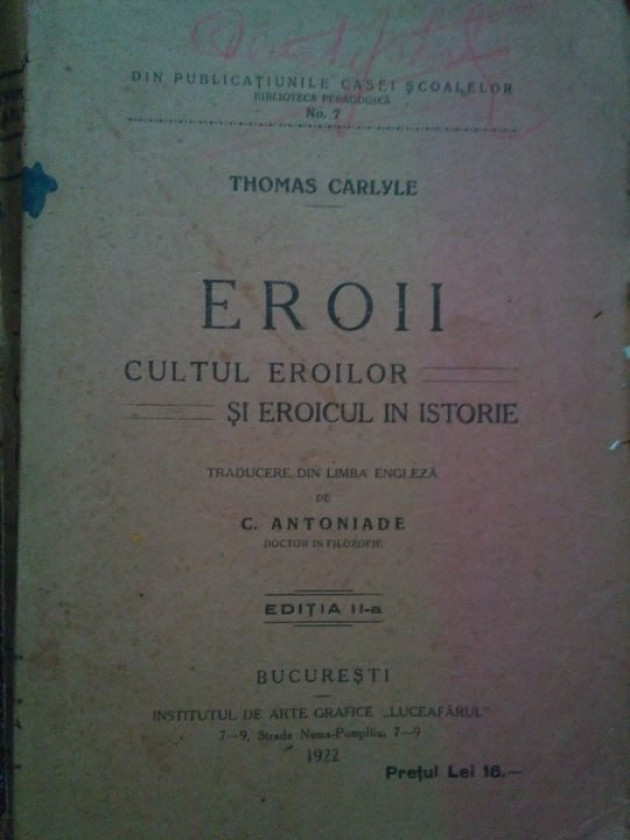 DIN PUBLICAȚIUNILE CASEI ȘCOALELOR
BIBLIOTECA PEDAGOGICĂ
No. 7
THOMAS CARLYLE
EROII
CULTUL EROILOR
ȘI EROICUL IN ISTORIE
TRADUCERE DIN LIMBA ENGLEZĂ
DE
C. ANTONIADE
DOCTOR IN FILOZOFIE
EDIȚIA II-a
BUCUREȘTI
INSTITUTUL DE ARTE GRAFICE „LUCEAFĂRUL"
7—9, Strada Numa-Pompiliu, 7—9
1922
Prețul Lei 16.—